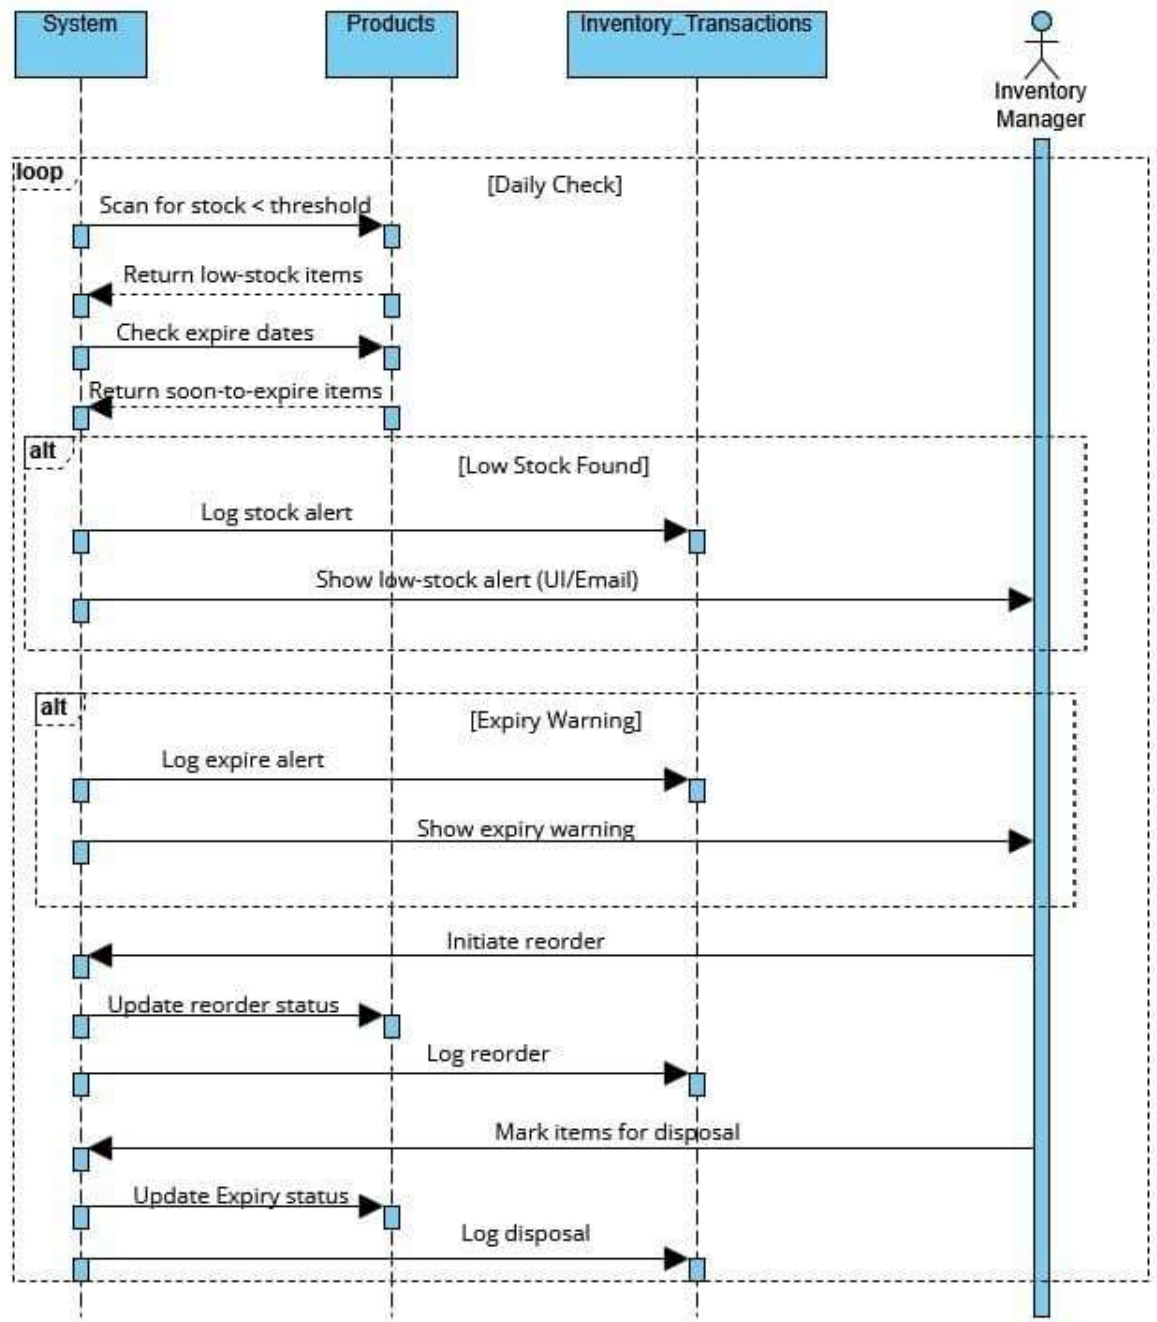 System
Products
Inventory_Transactions
Inventory
Manager
loop
[Daily Check]
Scan for stock < threshold
Return low-stock items
Check expire dates
Return soon-to-expire items
alt
[Low Stock Found]
Log stock alert
Show low-stock alert (UI/Email)
alt
[Expiry Warning]
Log expire alert
Show expiry warning
Initiate reorder
Update reorder status
Log reorder
Mark items for disposal
Update Expiry status
Log disposal